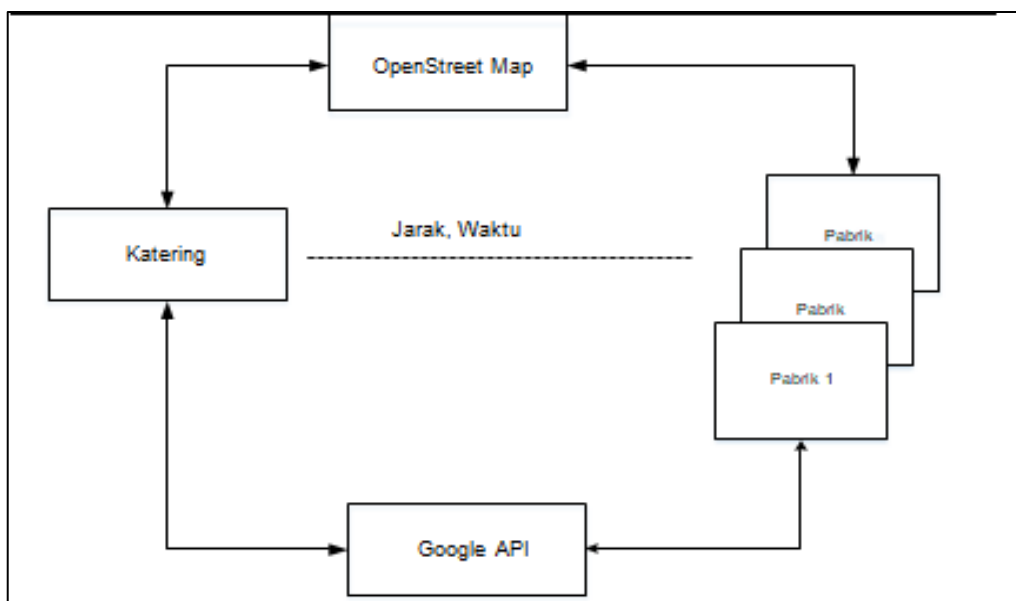 OpenStreet Map
Jarak, Waktu
Katering
Pabrik
Pabrik
Pabrik 1
Google API